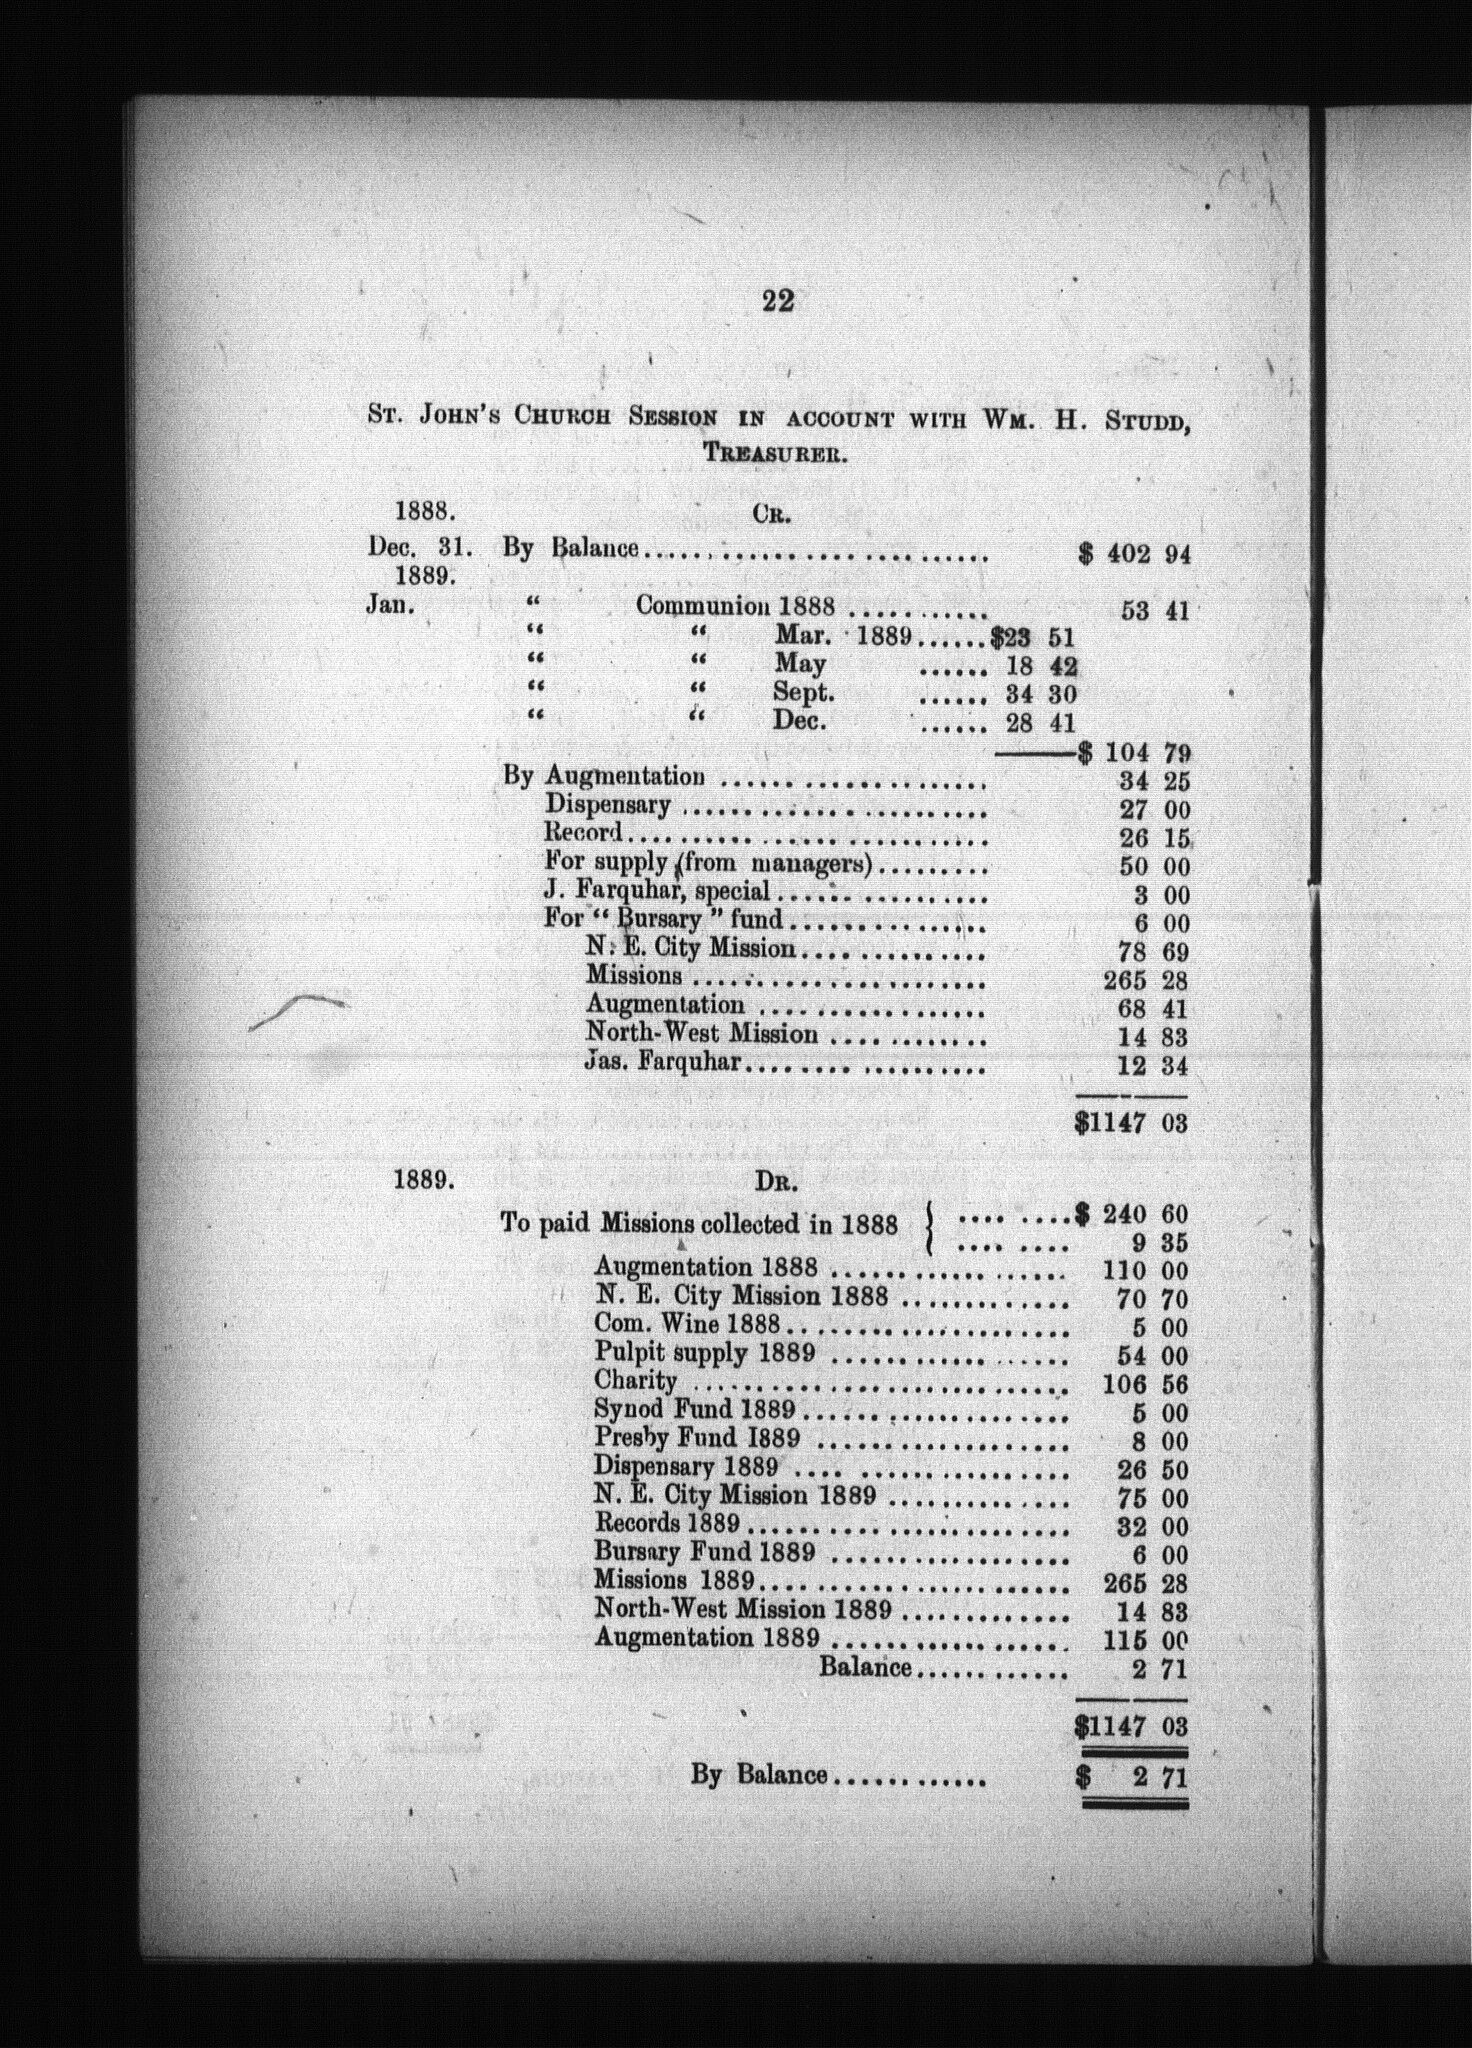 22
ST. JOHN'S CHURCH SESSION IN ACCOUNT WITH WM. H. STUDD,
TREASURER.
1888. CR.
Dec. 31. By Balance.................................. $ 402 94
1889.
Jan. " Communion 1888 ............ 53 41
" " Mar. 1889...... $23 51
" " May ...... 18 42
" " Sept. ...... 34 30
" " Dec. ...... 28 41
$ 104 79
By Augmentation ........................ 34 25
Dispensary ........................ 27 00
Record................................ 26 15
For supply (from managers)......... 50 00
J. Farquhar, special.................. 3 00
For " Bursary " fund.................. 6 00
N. E. City Mission................ 78 69
Missions ........................ 265 28
Augmentation .................... 68 41
North-West Mission ............ 14 83
Jas. Farquhar.................... 12 34
$1147 03
1889. DR.
To paid Missions collected in 1888 { ........ $ 240 60
........ 9 35
Augmentation 1888 .................. 110 00
N. E. City Mission 1888 ............ 70 70
Com. Wine 1888...................... 5 00
Pulpit supply 1889 .................. 54 00
Charity .............................. 106 56
Synod Fund 1889.................... 5 00
Presby Fund I889 .................... 8 00
Dispensary 1889 .................... 26 50
N. E. City Mission 1889 ............ 75 00
Records 1889........................ 32 00
Bursary Fund 1889 .................. 6 00
Missions 1889........................ 265 28
North-West Mission 1889 ............ 14 83
Augmentation 1889 .................. 115 00
Balance............ 2 71
$1147 03
By Balance............ $ 2 71